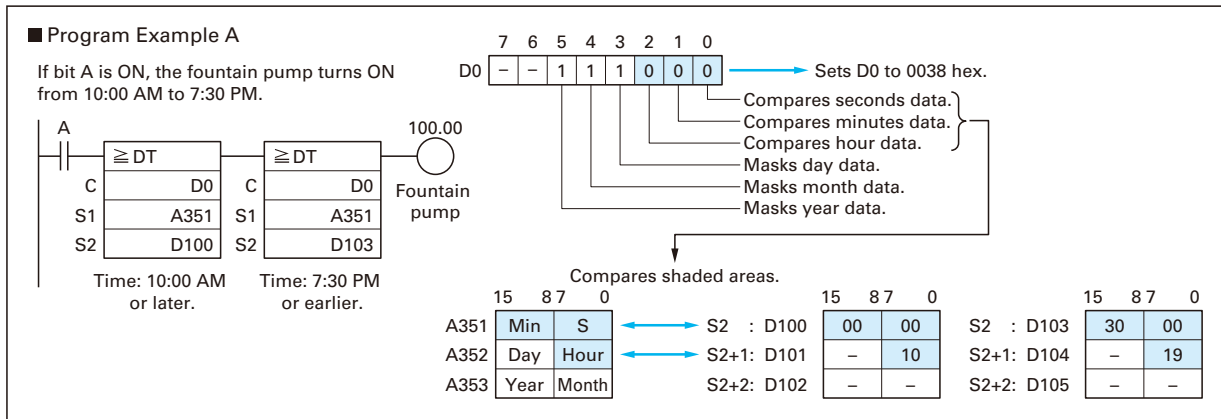 ■ Program Example A
If bit A is ON, the fountain pump turns ON
from 10:00 AM to 7:30 PM.
A
≧DT
C D0
S1 A351
S2 D100
Time: 10:00 AM
or later.
≧DT
C D0
S1 A351
S2 D103
Time: 7:30 PM
or earlier.
100.00
Fountain
pump
7 6 5 4 3 2 1 0
D0 – – 1 1 1 0 0 0 Sets D0 to 0038 hex.
Compares seconds data.
Compares minutes data.
Compares hour data.
Masks day data.
Masks month data.
Masks year data.
Compares shaded areas.
15 8 7 0
A351 Min S
A352 Day Hour
A353 Year Month
15 8 7 0
S2 : D100 00 00
S2+1: D101 – 10
S2+2: D102 – –
15 8 7 0
S2 : D103 30 00
S2+1: D104 – 19
S2+2: D105 – –